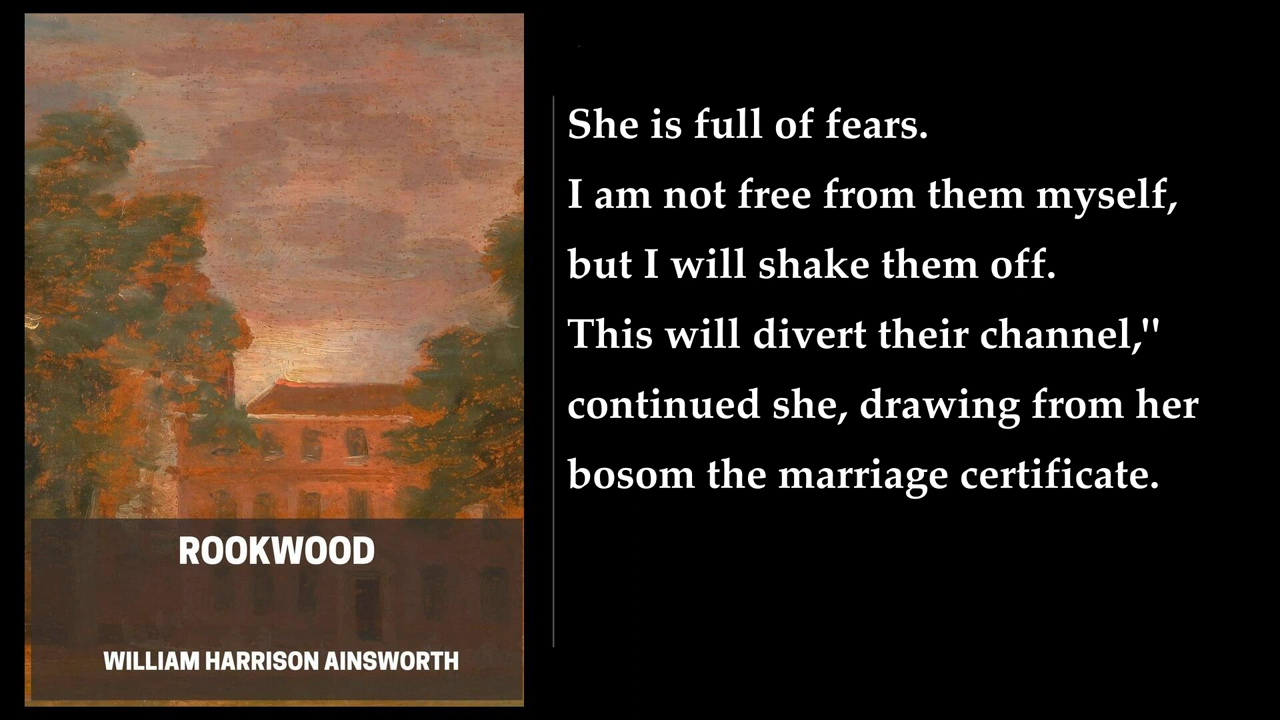 ROOKWOOD
WILLIAM HARRISON AINSWORTH
She is full of fears.
I am not free from them myself,
but I will shake them off.
This will divert their channel,"
continued she, drawing from her
bosom the marriage certificate.